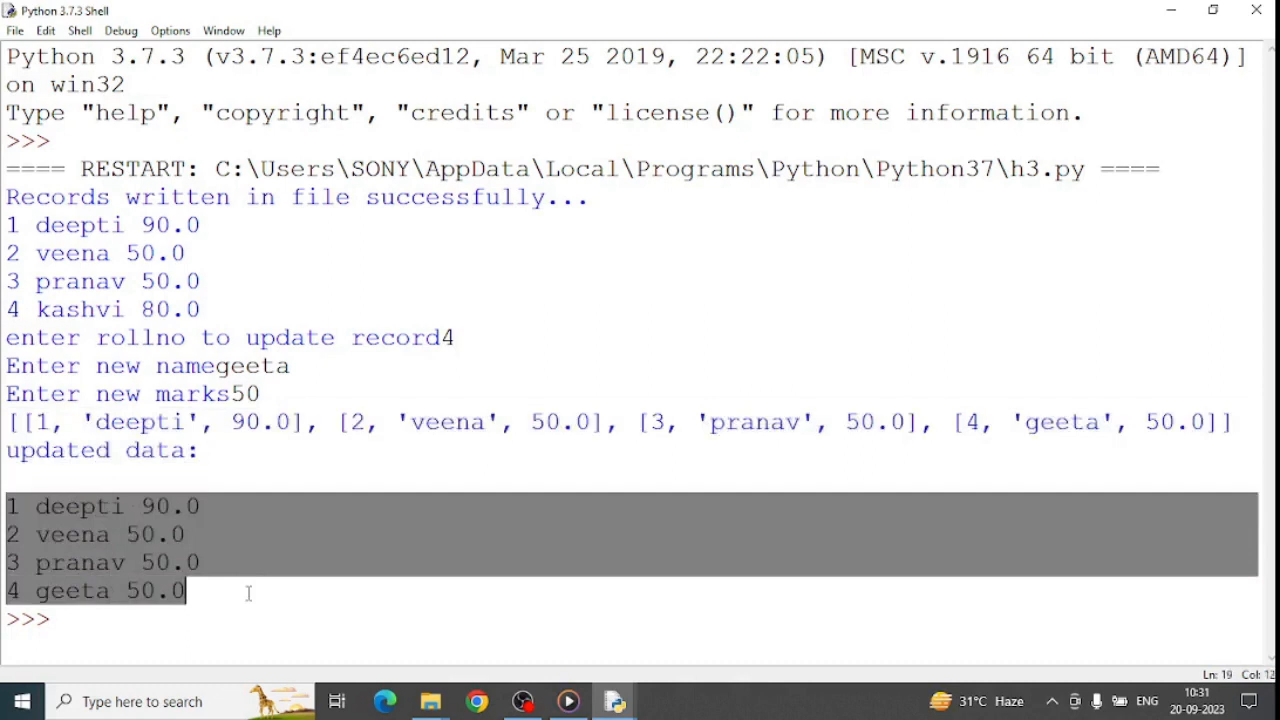 Python 3.7.3 Shell
File Edit Shell Debug Options Window Help
Python 3.7.3 (v3.7.3:ef4ec6ed12, Mar 25 2019, 22:22:05) [MSC v.1916 64 bit (AMD64)]
on win32
Type "help", "copyright", "credits" or "license()" for more information.
>>>
==== RESTART: C:\Users\SONY\AppData\Local\Programs\Python\Python37\h3.py ====
Records written in file successfully...
1 deepti 90.0
2 veena 50.0
3 pranav 50.0
4 kashvi 80.0
enter rollno to update record4
Enter new namegeeta
Enter new marks50
[[1, 'deepti', 90.0], [2, 'veena', 50.0], [3, 'pranav', 50.0], [4, 'geeta', 50.0]]
updated data:
1 deepti 90.0
2 veena 50.0
3 pranav 50.0
4 geeta 50.0
>>>
Ln: 19 Col: 12
Type here to search
31°C Haze
ENG
10:31
20-09-2023